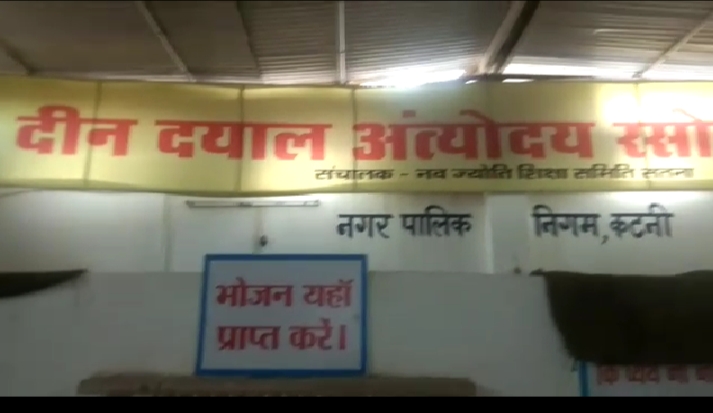 दीन दयाल अंत्योदय रसो
संचालक - नव ज्योति शिक्षा समिति सतना
नगर पालिक निगम, कटनी
भोजन यहाँ
प्राप्त करें।